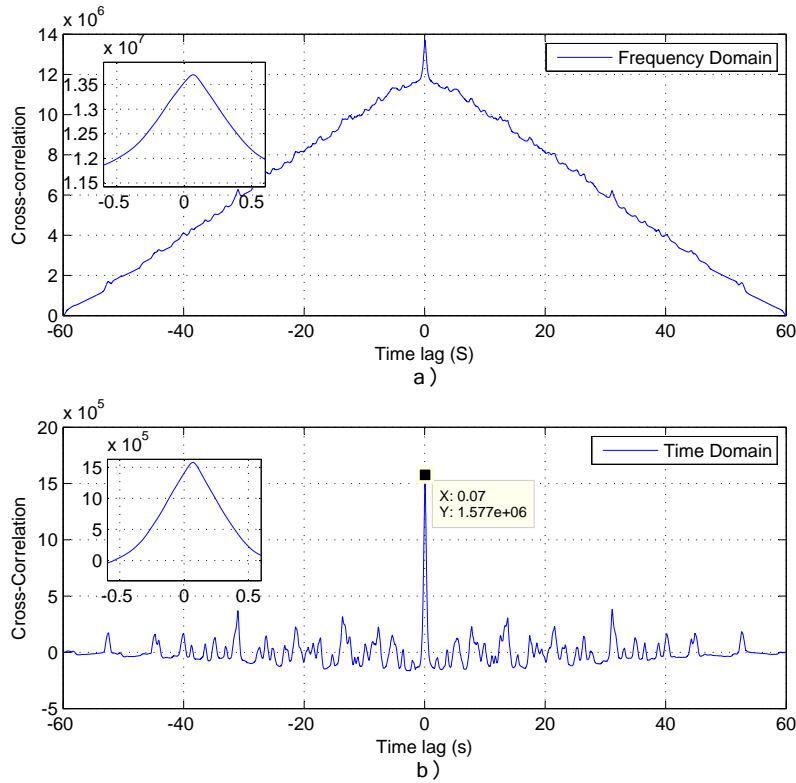 x 10^6
14
12
10
8
6
4
2
0
Cross-correlation
x 10^7
1.35
1.3
1.25
1.2
1.15
-0.5 0 0.5
Frequency Domain
-60 -40 -20 0 20 40 60
Time lag (S)
a)
x 10^5
20
15
10
5
0
-5
Cross-Correlation
x 10^5
15
10
5
0
-0.5 0 0.5
Time Domain
X: 0.07
Y: 1.577e+06
-60 -40 -20 0 20 40 60
Time lag (s)
b)